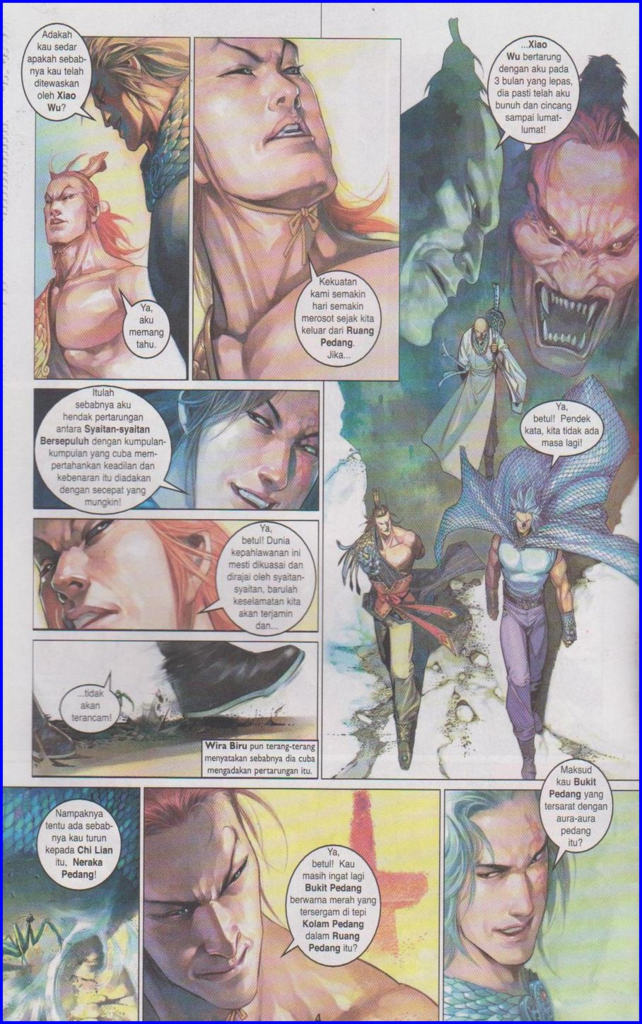 Adakah
kau sedar
apakah sebab-
nya kau telah
ditewaskan
oleh Xiao
Wu?
Ya,
aku
memang
tahu.
Kekuatan
kami semakin
hari semakin
merosot sejak kita
keluar dari Ruang
Pedang.
Jika...
...Xiao
Wu bertarung
dengan aku pada
3 bulan yang lepas,
dia pasti telah aku
bunuh dan cincang
sampai lumat-
lumat!
Itulah
sebabnya aku
hendak pertarungan
antara Syaitan-syaitan
Bersepuluh dengan kumpulan-
kumpulan yang cuba mem-
pertahankan keadilan dan
kebenaran itu diadakan
dengan secepat yang
mungkin!
Ya,
betul! Pendek
kata, kita tidak ada
masa lagi!
Ya,
betul! Dunia
kepahlawanan ini
mesti dikuasai dan
dirajai oleh syaitan-
syaitan, barulah
keselamatan kita
akan terjamin
dan...
...tidak
akan
terancam!
Wira Biru pun terang-terang
menyatakan sebabnya dia cuba
mengadakan pertarungan itu.
Nampaknya
tentu ada sebab-
nya kau turun
kepada Chi Lian
itu, Neraka
Pedang!
Ya,
betul! Kau
masih ingat lagi
Bukit Pedang
berwarna merah yang
tersergam di tepi
Kolam Pedang
dalam Ruang
Pedang itu?
Maksud
kau Bukit
Pedang yang
tersarat dengan
aura-aura
pedang
itu?
4